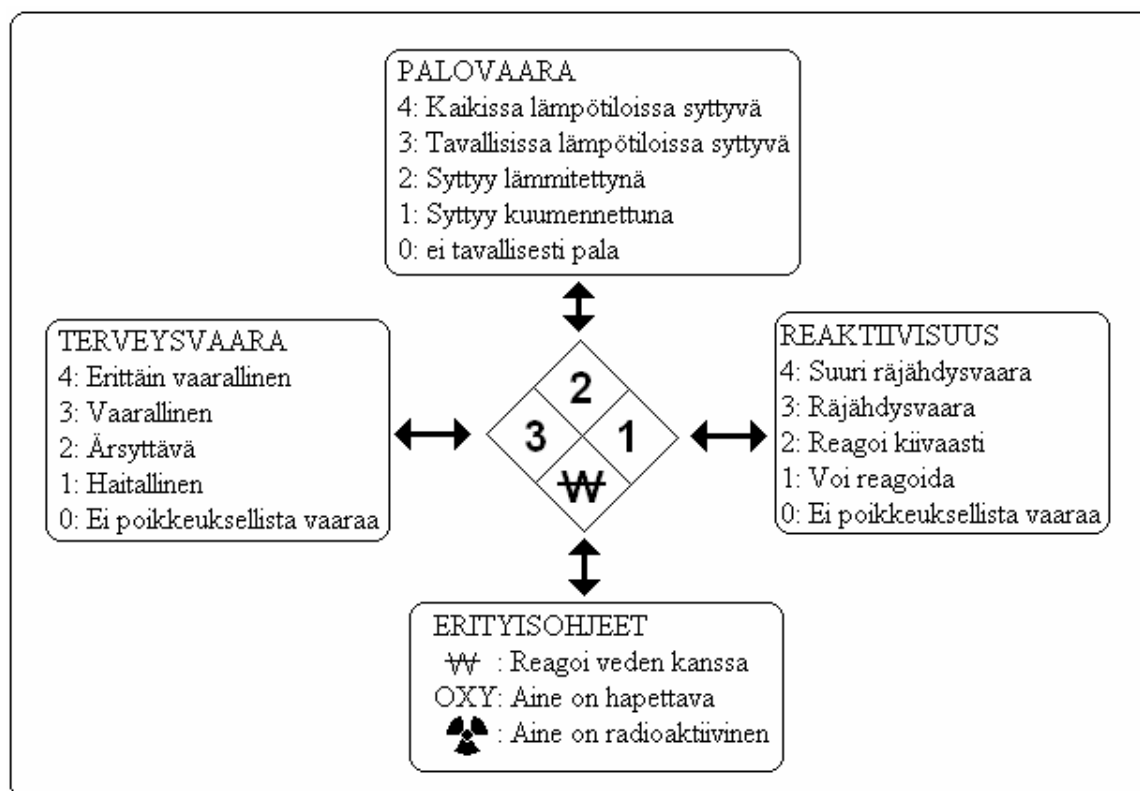 PALOVAARA
4: Kaikissa lämpötiloissa syttyvä
3: Tavallisissa lämpötiloissa syttyvä
2: Syttyy lämmitettynä
1: Syttyy kuumennettuna
0: ei tavallisesti pala
TERVEYSVAARA
4: Erittäin vaarallinen
3: Vaarallinen
2: Ärsyttävä
1: Haitallinen
0: Ei poikkeuksellista vaaraa
2
3 1
W
REAKTIIVISUUS
4: Suuri räjähdysvaara
3: Räjähdysvaara
2: Reagoi kiivaasti
1: Voi reagoida
0: Ei poikkeuksellista vaaraa
ERITYISOHJEET
W : Reagoi veden kanssa
OXY: Aine on hapettava
: Aine on radioaktiivinen